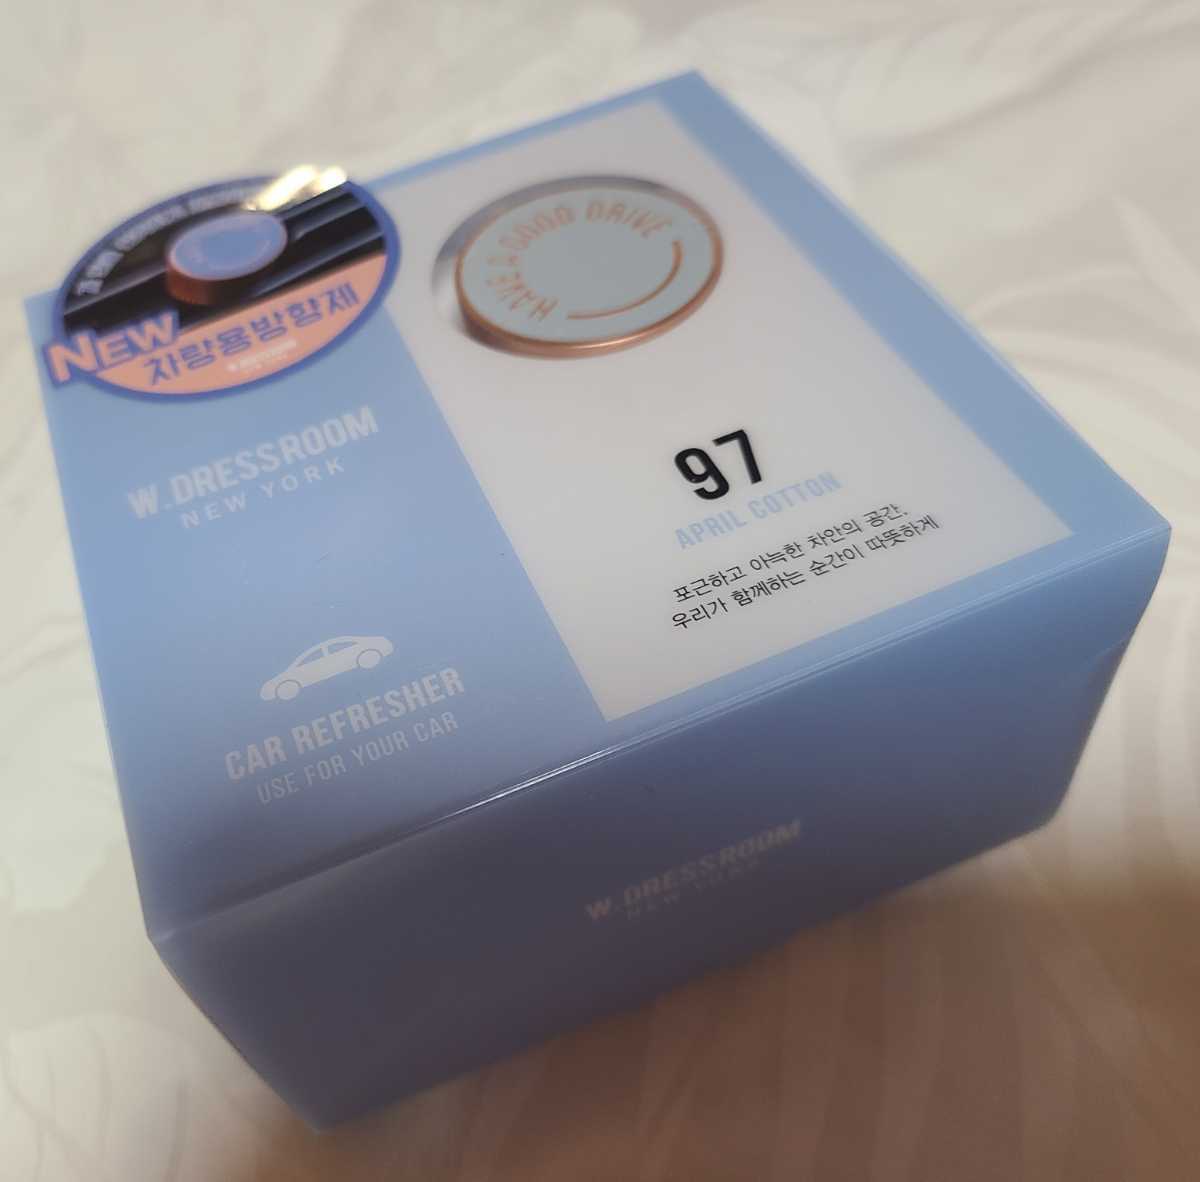 NEW
차량용방향제
W.DRESSROOM
NEW YORK
CAR REFRESHER
USE FOR YOUR CAR
HAVE A GOOD DRIVE
97
APRIL COTTON
포근하고 아늑한 차안의 공간,
우리가 함께하는 순간이 따뜻하게
W.DRESSROOM
NEW YORK